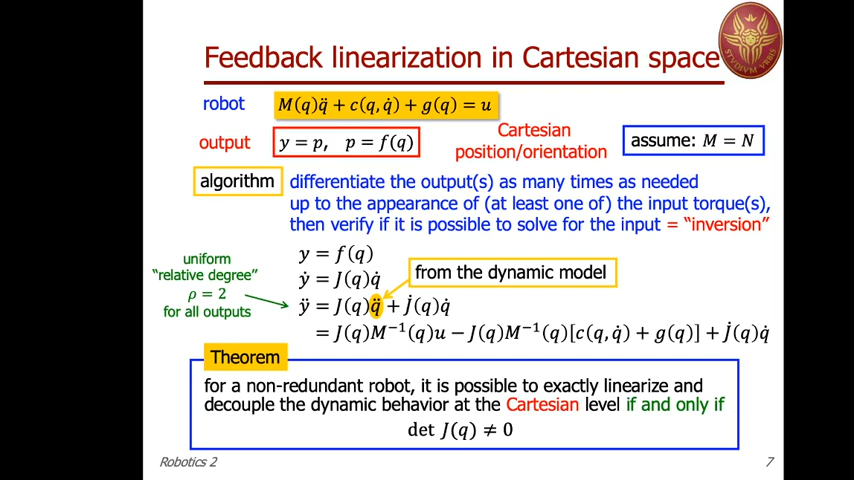 Feedback linearization in Cartesian space
STVDIVM VRBIS
robot M(q)q̈ + c(q, q̇) + g(q) = u
output y = p, p = f(q) Cartesian position/orientation assume: M = N
algorithm differentiate the output(s) as many times as needed
up to the appearance of (at least one of) the input torque(s),
then verify if it is possible to solve for the input = “inversion”
y = f(q)
ẏ = J(q)q̇
from the dynamic model
ÿ = J(q)q̈ + J̇(q)q̇
= J(q)M⁻¹(q)u − J(q)M⁻¹(q)[c(q, q̇) + g(q)] + J̇(q)q̇
uniform
“relative degree”
ρ = 2
for all outputs
Theorem
for a non-redundant robot, it is possible to exactly linearize and
decouple the dynamic behavior at the Cartesian level if and only if
det J(q) ≠ 0
Robotics 2 7